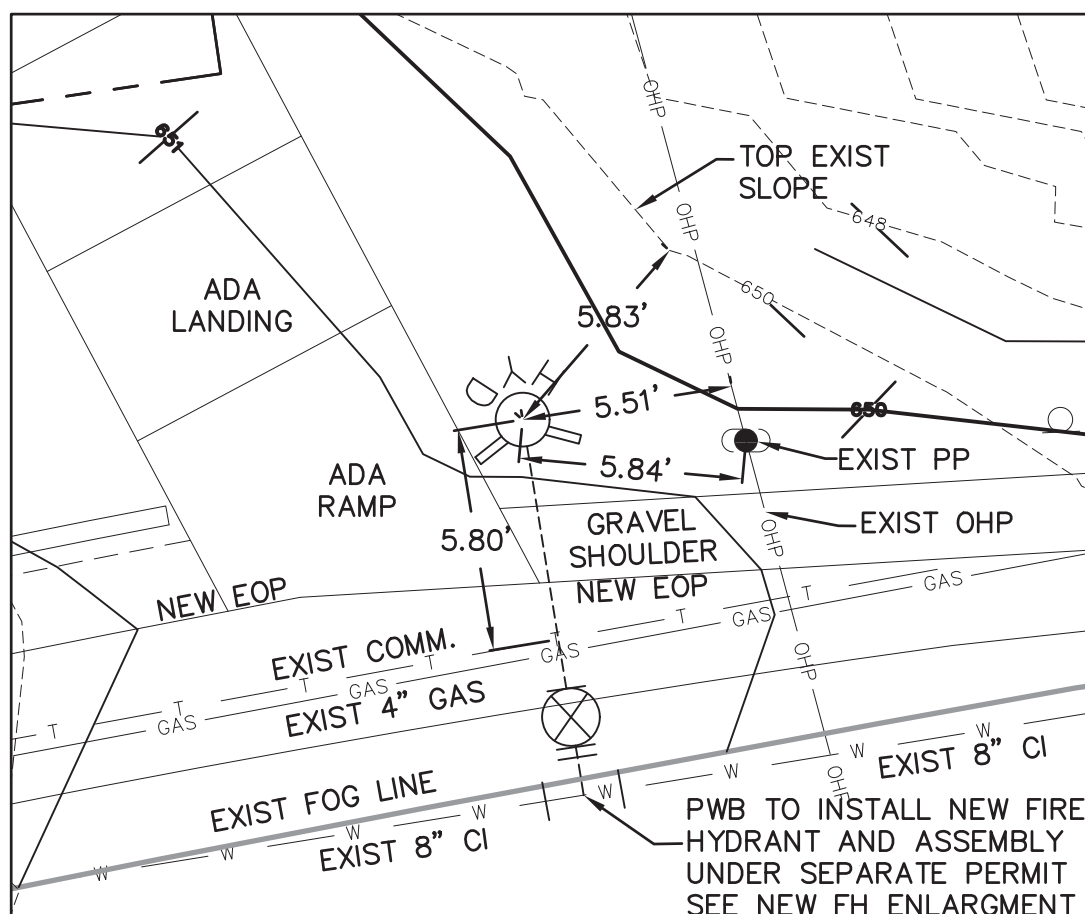 OHP
TOP EXIST
SLOPE
651
OHP
648
ADA
LANDING
650
5.83'
OHP
5.51'
650
5.84'
EXIST PP
ADA
RAMP
5.80'
GRAVEL
SHOULDER
EXIST OHP
OHP
NEW EOP
NEW EOP
T
GAS
T
GAS
T
EXIST COMM.
T
GAS
OHP
T
GAS
T
GAS
EXIST 4" GAS
T
W
W
EXIST 8" CI
W
OHP
EXIST FOG LINE
W
W
W
W
W
EXIST 8" CI
PWB TO INSTALL NEW FIRE
HYDRANT AND ASSEMBLY
UNDER SEPARATE PERMIT
SEE NEW FH ENLARGMENT